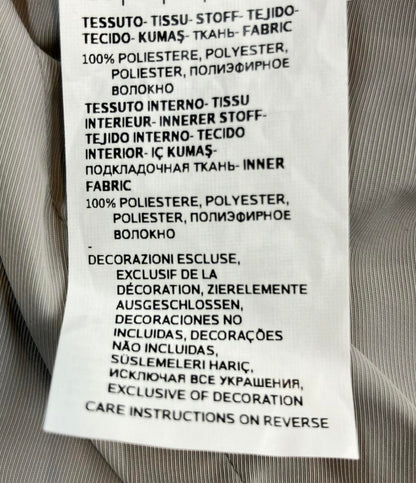 TESSUTO- TISSU- STOFF- TEJIDO-
TECIDO- KUMAŞ- ТКАНЬ- FABRIC
100% POLIESTERE, POLYESTER,
POLIESTER, ПОЛИЭФИРНОЕ
ВОЛОКНО
TESSUTO INTERNO- TISSU
INTERIEUR- INNERER STOFF-
TEJIDO INTERNO- TECIDO
INTERIOR- IÇ KUMAŞ-
ПОДКЛАДОЧНАЯ ТКАНЬ- INNER
FABRIC
100% POLIESTERE, POLYESTER,
POLIESTER, ПОЛИЭФИРНОЕ
ВОЛОКНО
-
DECORAZIONI ESCLUSE,
EXCLUSIF DE LA
DÉCORATION, ZIERELEMENTE
AUSGESCHLOSSEN,
DECORACIONES NO
INCLUIDAS, DECORAÇÕES
NÃO INCLUIDAS,
SÜSLEMELERI HARIÇ,
ИСКЛЮЧАЯ ВСЕ УКРАШЕНИЯ,
EXCLUSIVE OF DECORATION
CARE INSTRUCTIONS ON REVERSE